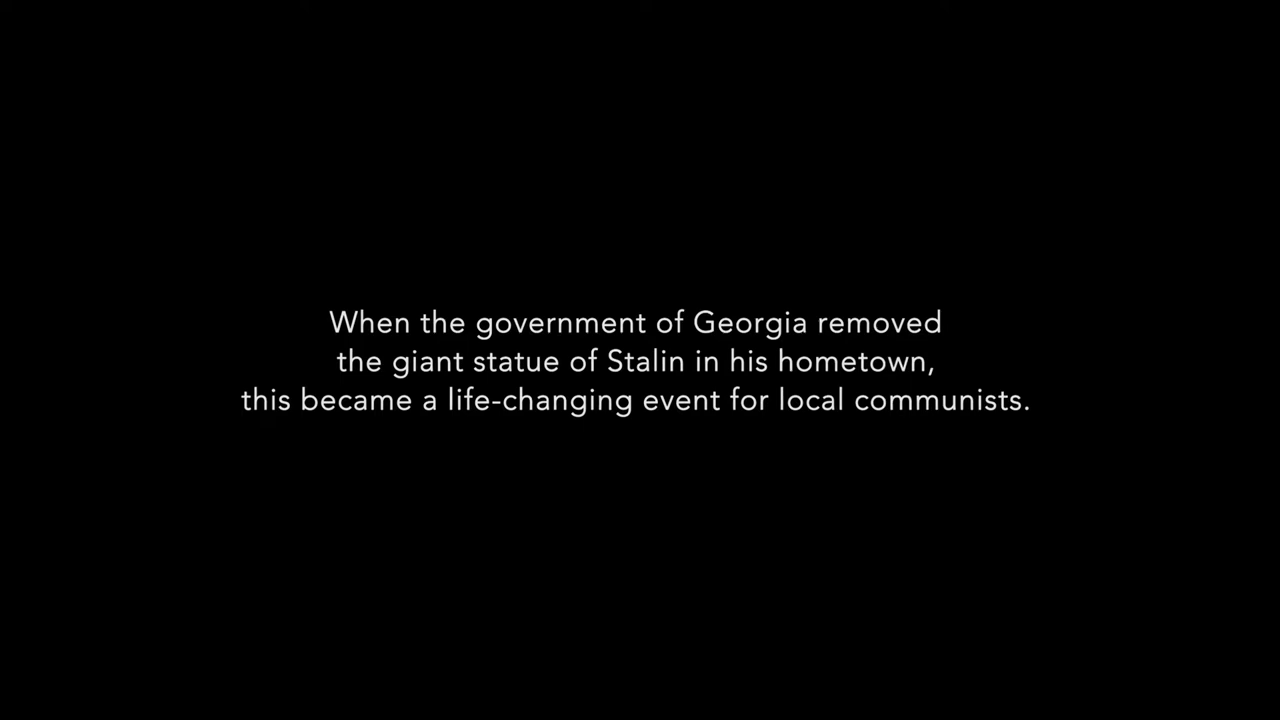 When the government of Georgia removed
the giant statue of Stalin in his hometown,
this became a life-changing event for local communists.